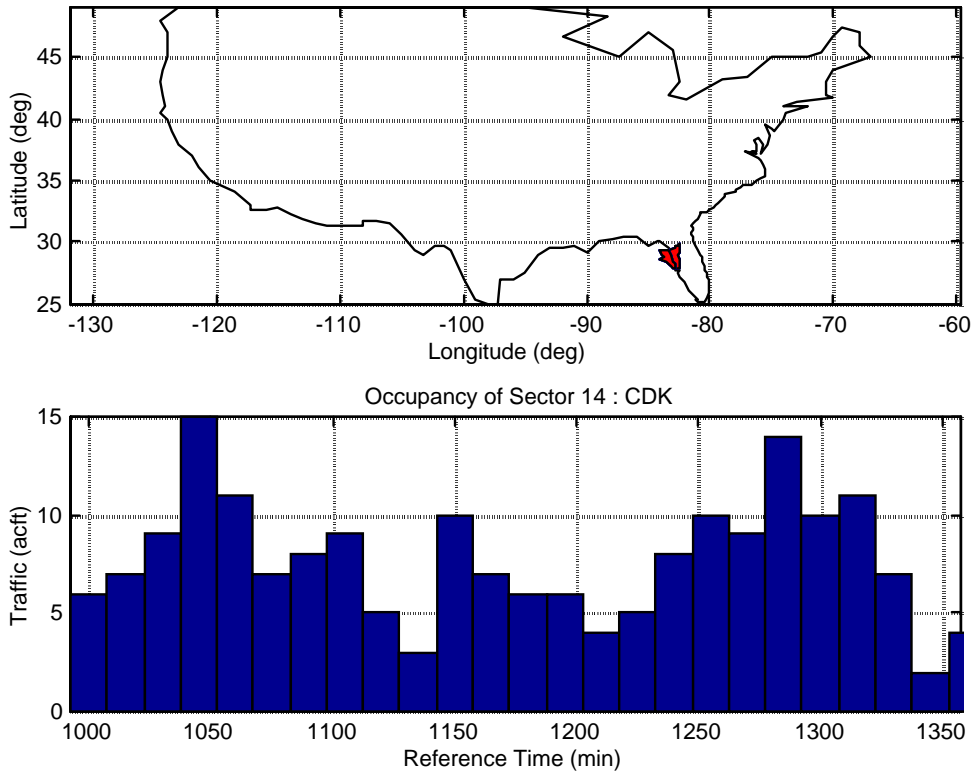 45
40
35
30
25
Latitude (deg)
-130 -120 -110 -100 -90 -80 -70 -60
Longitude (deg)
Occupancy of Sector 14 : CDK
15
10
5
0
Traffic (acft)
1000 1050 1100 1150 1200 1250 1300 1350
Reference Time (min)